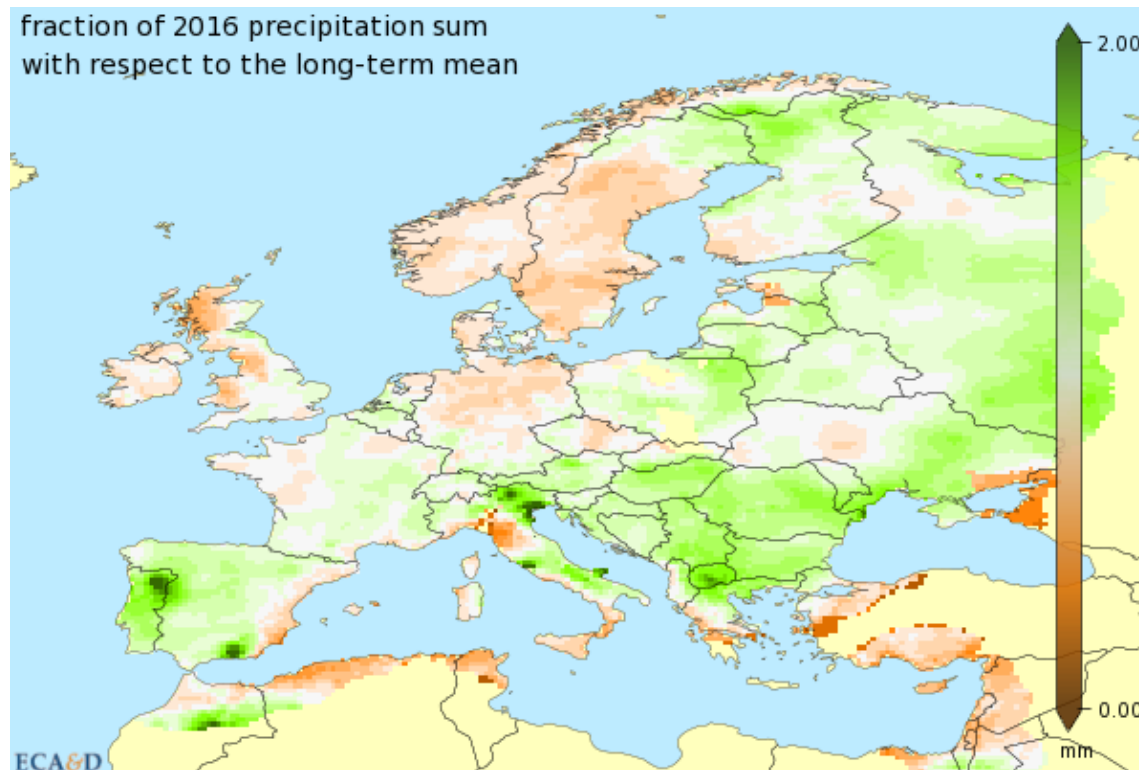 fraction of 2016 precipitation sum
with respect to the long-term mean
2.00
0.00
mm
ECA&D